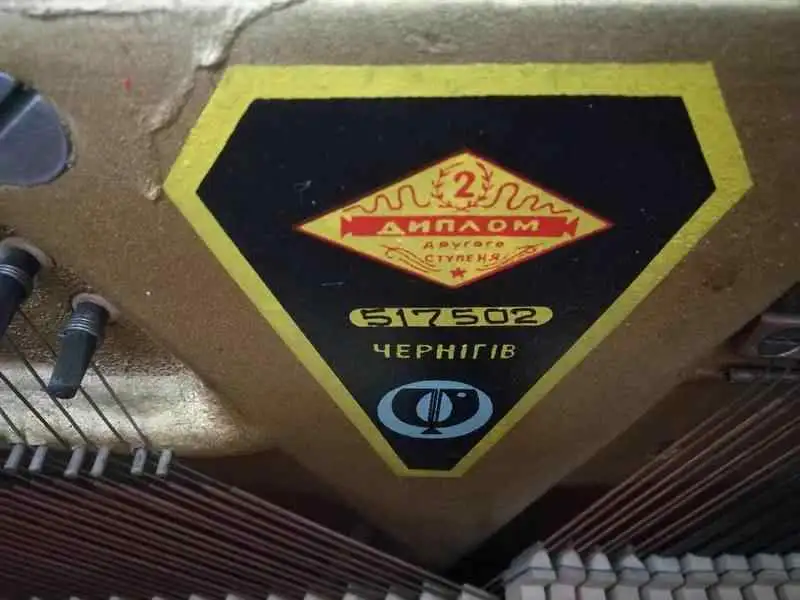 2
ДИПЛОМ
другого
СТУПЕНЯ
517502
ЧЕРНІГІВ